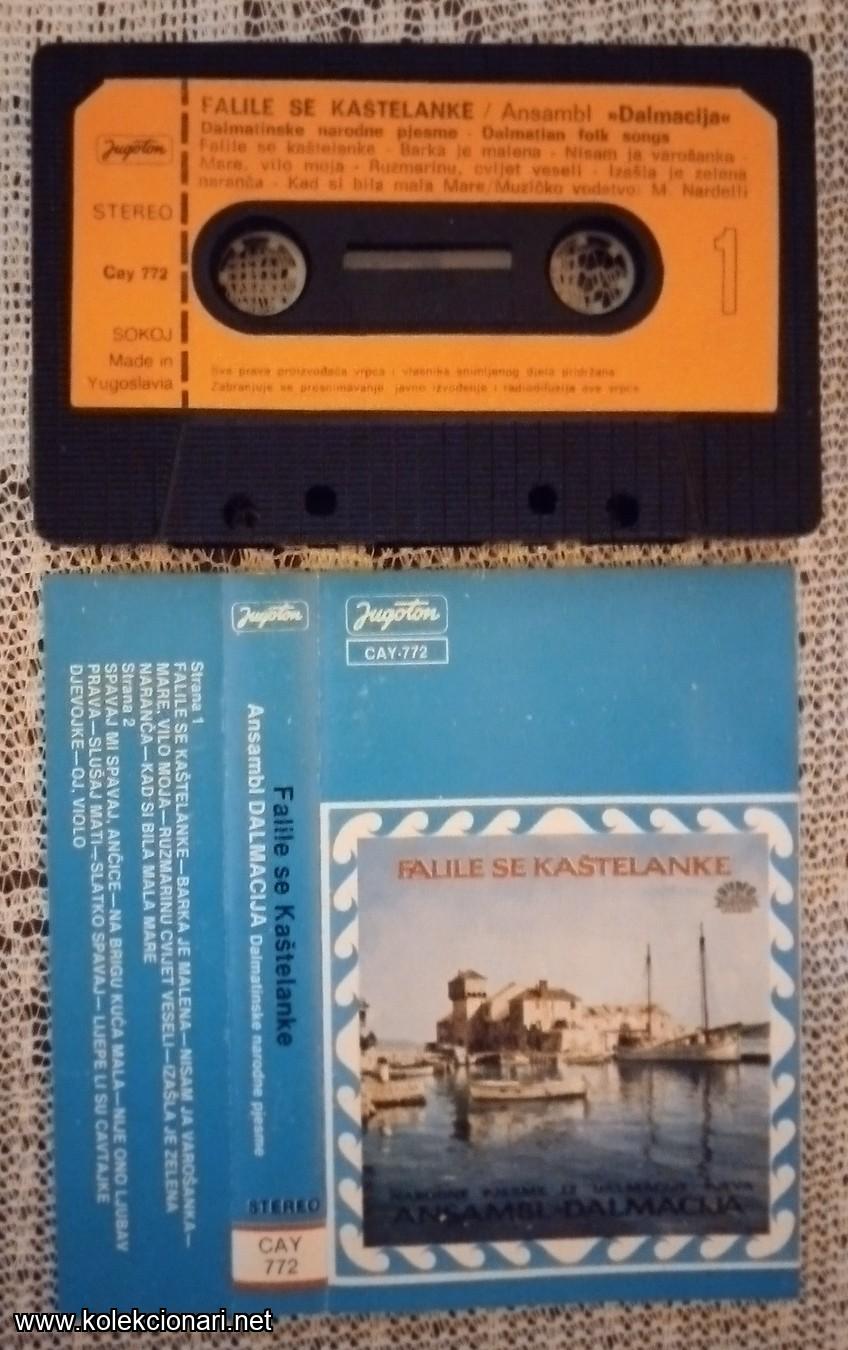 FALILE SE KAŠTELANKE / Ansambl »Dalmacija«
Dalmatinske narodne pjesme - Dalmatian folk songs
Falile se kaštelanke - Barka je malena - Nisam ja varošanka -
Mare, vilo moja - Ruzmarinu, cvijet veseli - Izašla je zelena
naranča - Kad si bila mala Mare/Muzičko vodstvo: M. Nardelli
Jugoton
STEREO
Cay 772
1
SOKOJ
Made in
Yugoslavia
Sva prava proizvođača vrpca i vlasnika snimljenog djela pridržana
Zabranjuje se presnimavanje, javno izvođenje i radiodifuzija ove vrpce
Strana 1
FALILE SE KAŠTELANKE—BARKA JE MALENA—NISAM JA VAROŠANKA—
MARE, VILO MOJA—RUZMARINU CVIJET VESELI—IZAŠLA JE ZELENA
NARANČA—KAD SI BILA MALA MARE
Strana 2
SPAVAJ MI SPAVAJ, ANČICE—NA BRIGU KUĆA MALA—NIJE ONO LJUBAV
PRAVA—SLUŠAJ MATI—SLATKO SPAVAJ—LIJEPE LI SU CAVTAJKE
DJEVOJKE—OJ, VIOLO
Jugoton
Falile se Kaštelanke
Ansambl DALMACIJA Dalmatinske narodne pjesme
STEREO
CAY
772
Jugoton
CAY-772
FALILE SE KAŠTELANKE
NARODNE PJESME IZ DALMACIJE PJEVA
ANSAMBL »DALMACIJA«
www.kolekcionari.net